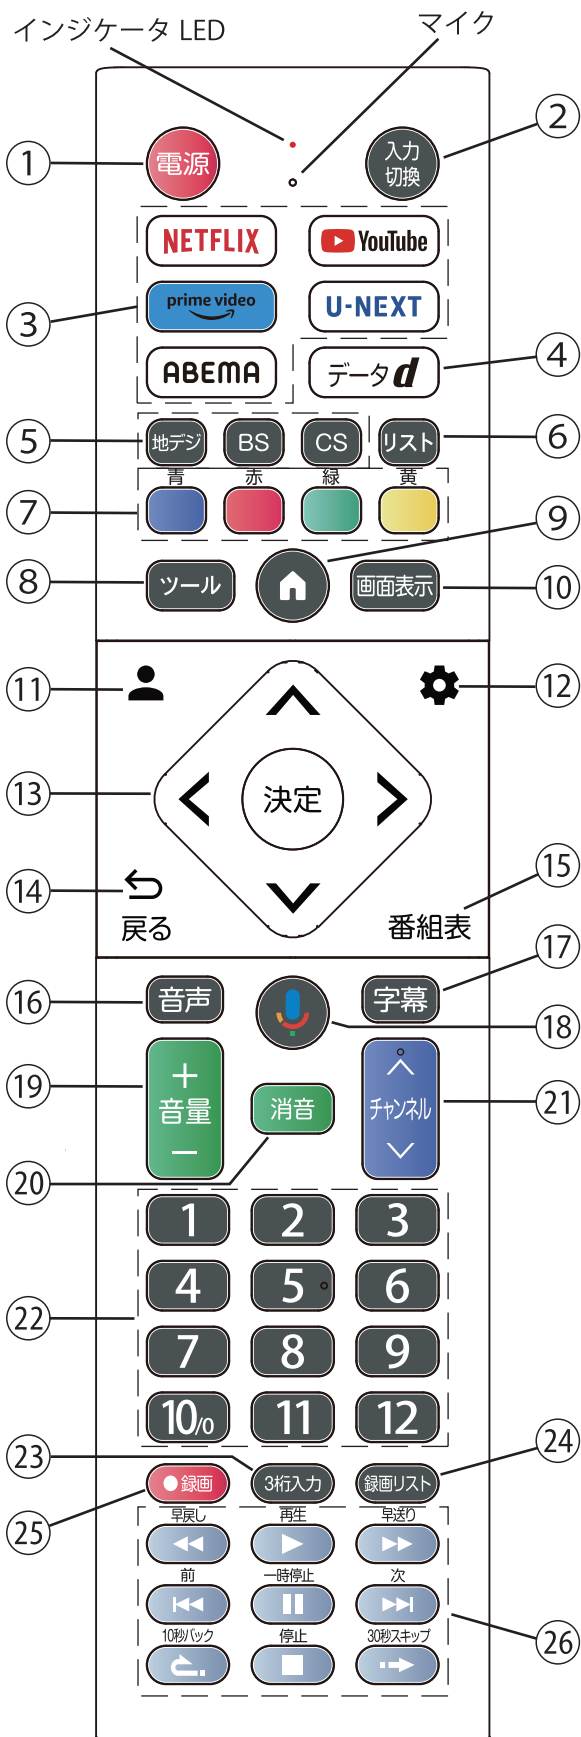 インジケータ LED
マイク
①
電源
入力
切換
②
NETFLIX
YouTube
③
prime video
U-NEXT
ABEMA
データ d
④
⑤
地デジ
BS
CS
リスト
⑥
青
赤
緑
黄
⑦
⑧
ツール
⑨
画面表示
⑩
⑪
⑫
⑬
決定
⑭
戻る
⑮
番組表
⑯
音声
字幕
⑰
⑱
⑲
+
音量
−
消音
⑳
チャンネル
㉑
1
2
3
4
5
6
㉒
7
8
9
10/0
11
12
㉓
㉔
録画
3桁入力
録画リスト
㉕
早戻し
再生
早送り
前
一時停止
次
㉖
10秒バック
停止
30秒スキップ